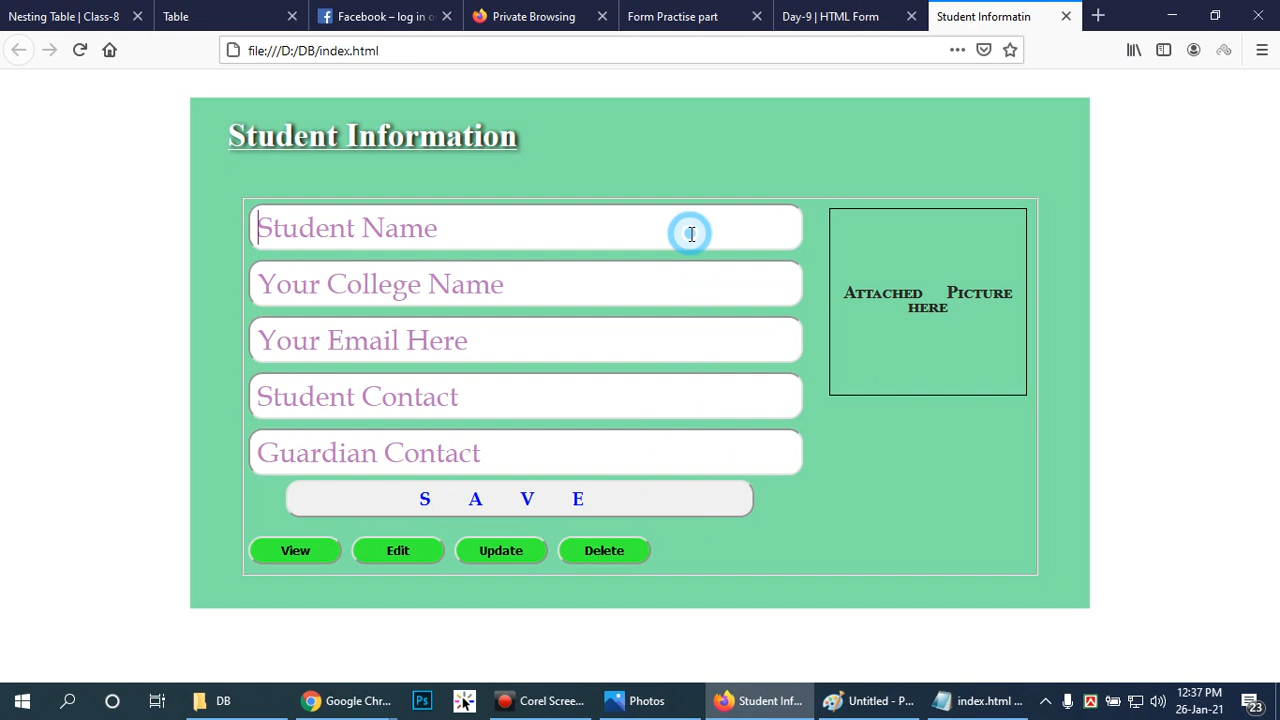 Nesting Table | Class-8
Table
Facebook – log in o
Private Browsing
Form Practise part
Day-9 | HTML Form
Student Informatin
file:///D:/DB/index.html
Student Information
Student Name
Your College Name
Your Email Here
Student Contact
Guardian Contact
Attached Picture
here
S A V E
View Edit Update Delete
DB
Google Chr...
Ps
Corel Scree...
Photos
Student Inf...
Untitled - P...
index.html ...
A
12:37 PM
26-Jan-21
23